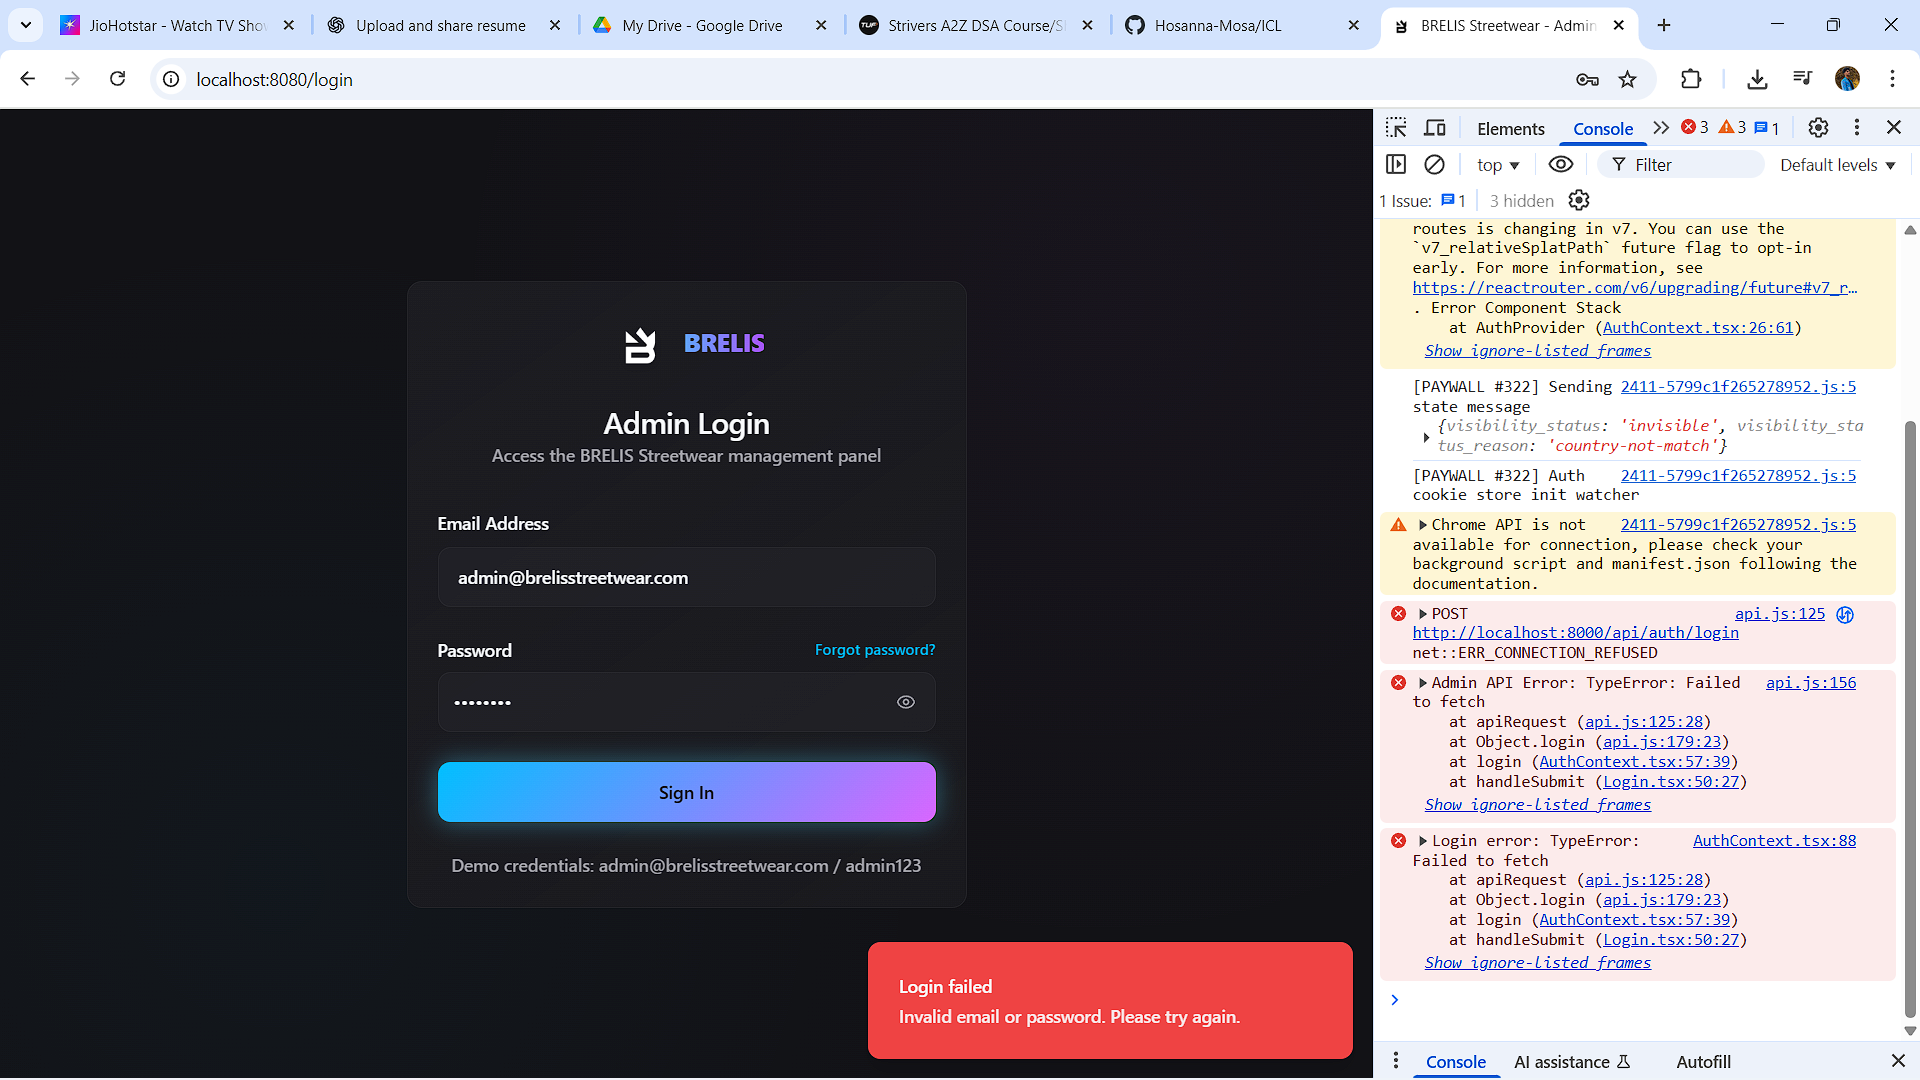 JioHotstar - Watch TV Show
Upload and share resume
My Drive - Google Drive
Strivers A2Z DSA Course/S
Hosanna-Mosa/ICL
BRELIS Streetwear - Admin
localhost:8080/login
BRELIS
Admin Login
Access the BRELIS Streetwear management panel
Email Address
admin@brelisstreetwear.com
Password
Forgot password?
••••••••
Sign In
Demo credentials: admin@brelisstreetwear.com / admin123
Login failed
Invalid email or password. Please try again.
Elements
Console
3
3
1
top
Filter
Default levels
1 Issue: 1
3 hidden
routes is changing in v7. You can use the
`v7_relativeSplatPath` future flag to opt-in
early. For more information, see
https://reactrouter.com/v6/upgrading/future#v7_r…
. Error Component Stack
at AuthProvider (AuthContext.tsx:26:61)
Show ignore-listed frames
[PAYWALL #322] Sending 2411-5799c1f265278952.js:5
state message
{visibility_status: 'invisible', visibility_sta
tus_reason: 'country-not-match'}
[PAYWALL #322] Auth 2411-5799c1f265278952.js:5
cookie store init watcher
Chrome API is not 2411-5799c1f265278952.js:5
available for connection, please check your
background script and manifest.json following the
documentation.
POST api.js:125
http://localhost:8000/api/auth/login
net::ERR_CONNECTION_REFUSED
Admin API Error: TypeError: Failed api.js:156
to fetch
at apiRequest (api.js:125:28)
at Object.login (api.js:179:23)
at login (AuthContext.tsx:57:39)
at handleSubmit (Login.tsx:50:27)
Show ignore-listed frames
Login error: TypeError: AuthContext.tsx:88
Failed to fetch
at apiRequest (api.js:125:28)
at Object.login (api.js:179:23)
at login (AuthContext.tsx:57:39)
at handleSubmit (Login.tsx:50:27)
Show ignore-listed frames
Console
AI assistance
Autofill